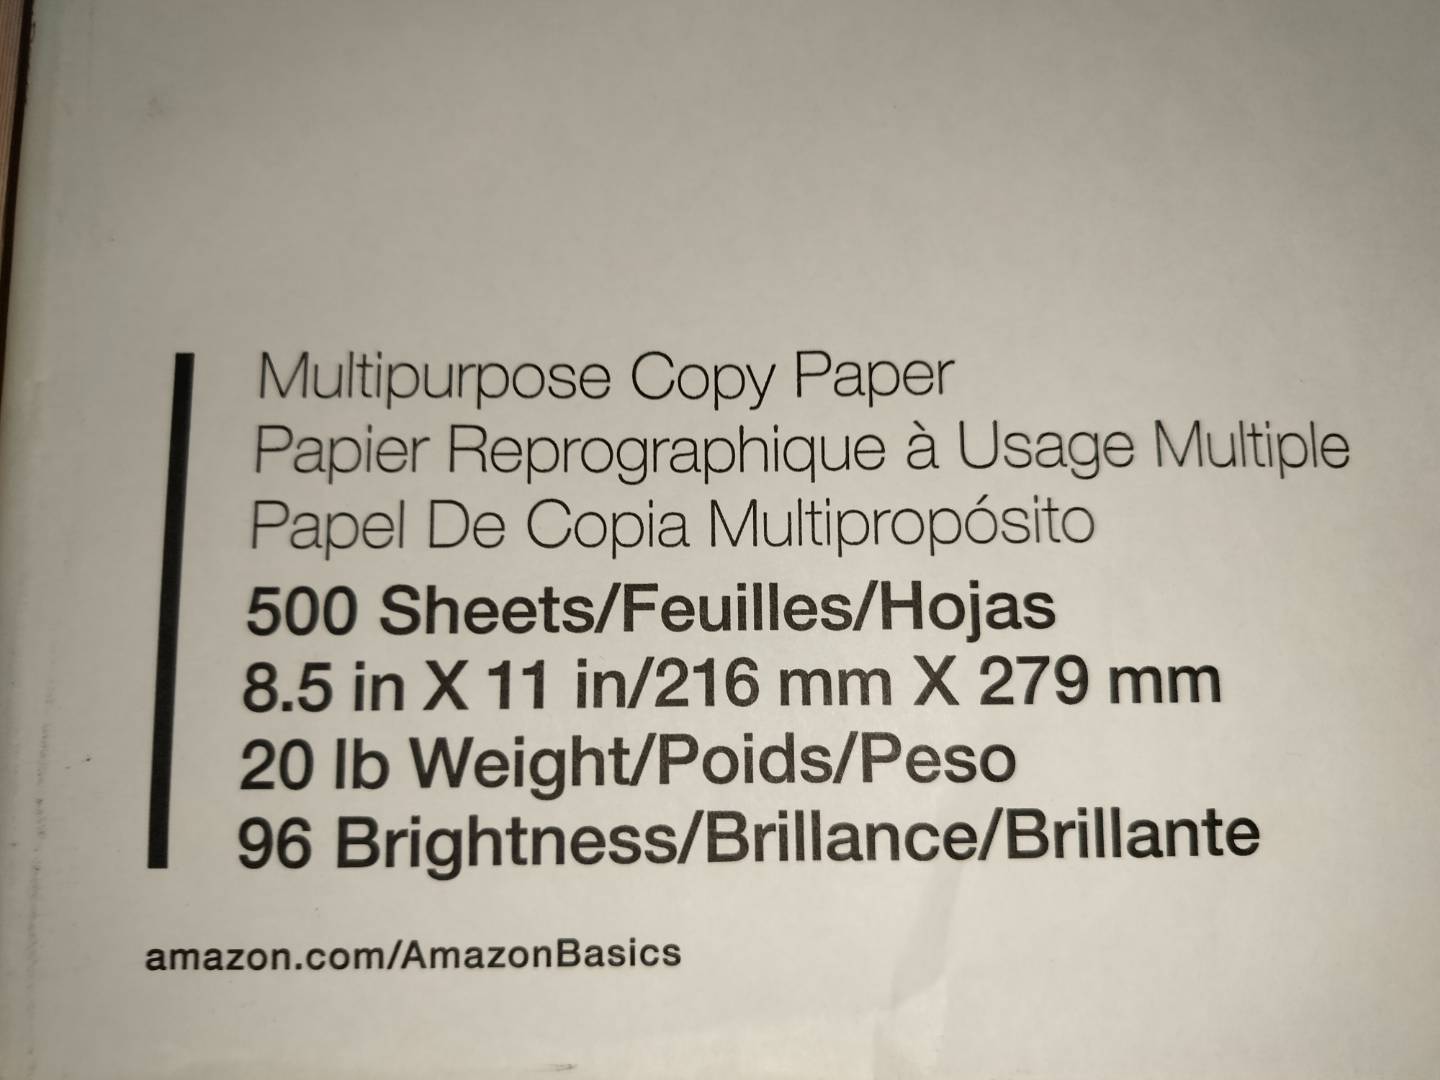 Multipurpose Copy Paper
Papier Reprographique à Usage Multiple
Papel De Copia Multipropósito
500 Sheets/Feuilles/Hojas
8.5 in X 11 in/216 mm X 279 mm
20 lb Weight/Poids/Peso
96 Brightness/Brillance/Brillante
amazon.com/AmazonBasics